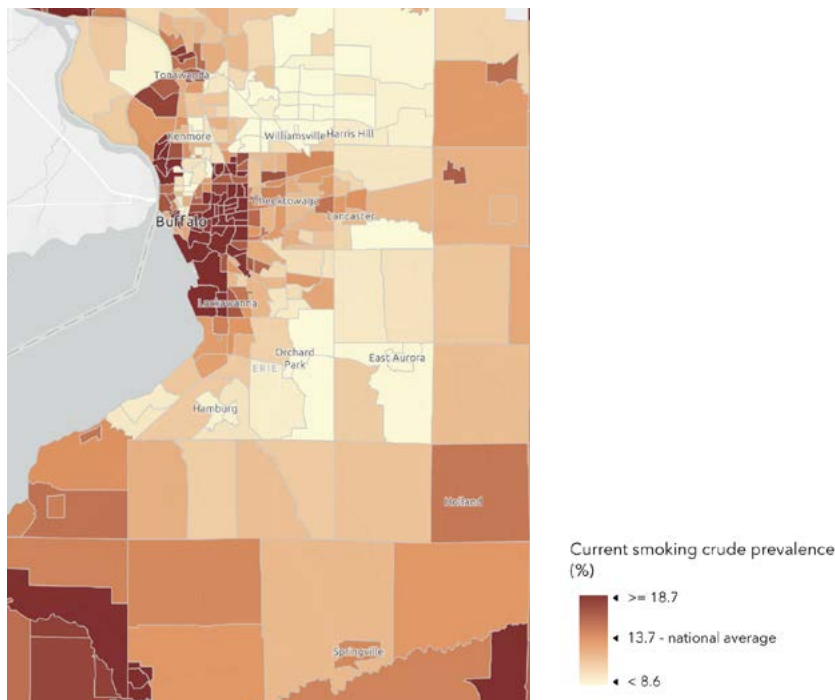 Tonawanda
Kenmore
Williamsville
Harris Hill
Cheektowaga
Buffalo
Lancaster
Lackawanna
Orchard
Park
East Aurora
ERIE
Hamburg
Holland
Springville
Current smoking crude prevalence
(%)
>= 18.7
13.7 - national average
< 8.6